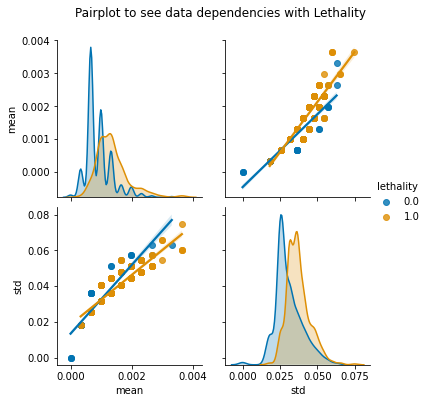 Pairplot to see data dependencies with Lethality
0.004
0.003
0.002
0.001
0.000
mean
lethality
0.0
1.0
0.08
0.06
0.04
0.02
0.00
std
0.000 0.002 0.004
mean
0.000 0.025 0.050 0.075
std